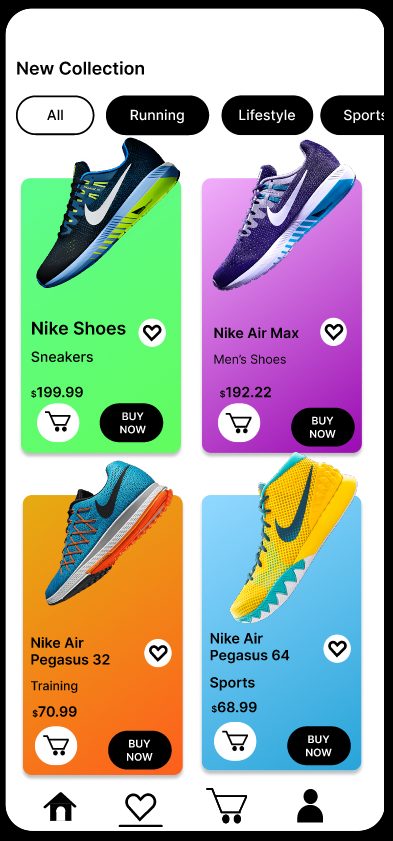 New Collection
All
Running
Lifestyle
Sports
Nike Shoes
Sneakers
$199.99
BUY
NOW
Nike Air Max
Men's Shoes
$192.22
BUY
NOW
Nike Air
Pegasus 32
Training
$70.99
BUY
NOW
Nike Air
Pegasus 64
Sports
$68.99
BUY
NOW